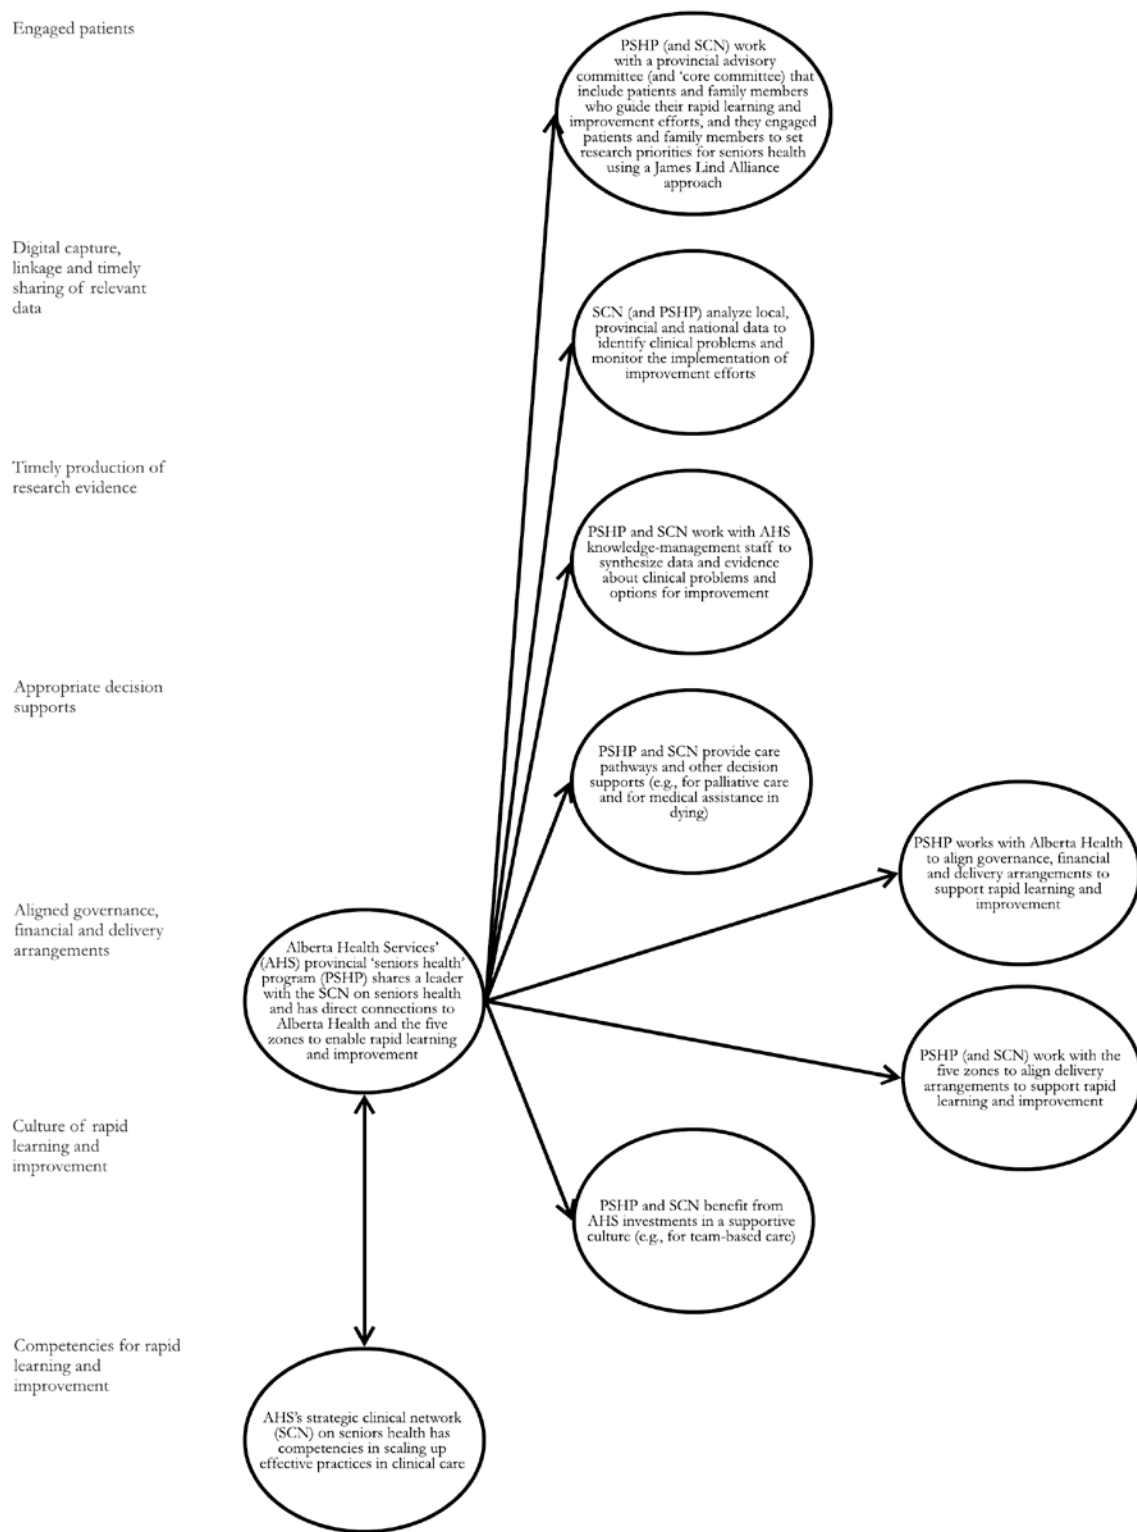 Engaged patients
PSHP (and SCN) work
with a provincial advisory
committee (and ‘core committee) that
include patients and family members
who guide their rapid learning and
improvement efforts, and they engaged
patients and family members to set
research priorities for seniors health
using a James Lind Alliance
approach
Digital capture,
linkage and timely
sharing of relevant
data
SCN (and PSHP) analyze local,
provincial and national data to
identify clinical problems and
monitor the implementation of
improvement efforts
Timely production of
research evidence
PSHP and SCN work with AHS
knowledge-management staff to
synthesize data and evidence
about clinical problems and
options for improvement
Appropriate decision
supports
PSHP and SCN provide care
pathways and other decision
supports (e.g., for palliative care
and for medical assistance in
dying)
PSHP works with Alberta Health
to align governance, financial
and delivery arrangements to
support rapid learning and
improvement
Aligned governance,
financial and delivery
arrangements
Alberta Health Services’
(AHS) provincial ‘seniors health’
program (PSHP) shares a leader
with the SCN on seniors health
and has direct connections to
Alberta Health and the five
zones to enable rapid learning
and improvement
PSHP (and SCN) work with the
five zones to align delivery
arrangements to support rapid
learning and improvement
Culture of rapid
learning and
improvement
PSHP and SCN benefit from
AHS investments in a supportive
culture (e.g., for team-based care)
Competencies for rapid
learning and
improvement
AHS’s strategic clinical network
(SCN) on seniors health has
competencies in scaling up
effective practices in clinical care